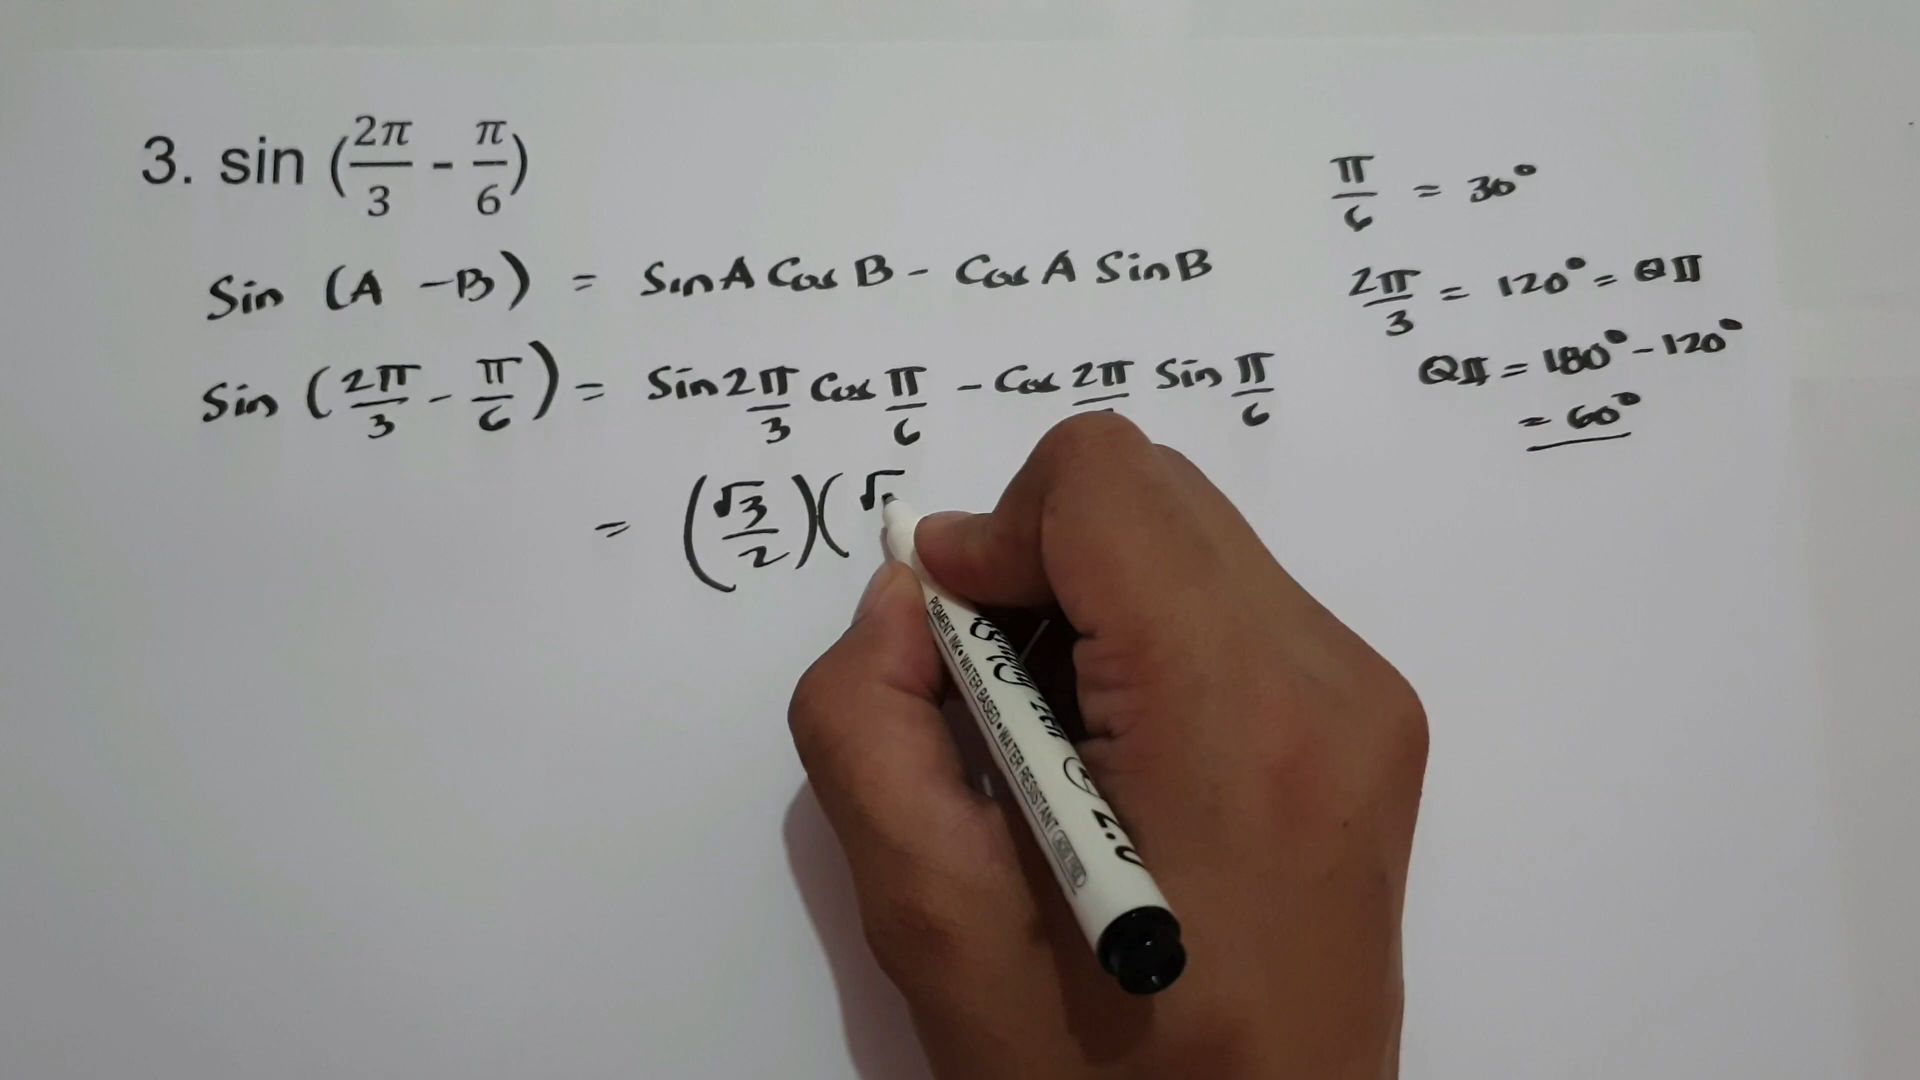 3. sin (2π/3 - π/6)
Sin (A - B) = Sin A Cos B - Cos A Sin B
Sin (2π/3 - π/6) = Sin 2π/3 Cos π/6 - Cos 2π Sin π/6
= (√3/2)(√
π/6 = 30°
2π/3 = 120° = QII
QII = 180° - 120°
= 60°
PIGMENT INK • WATER BASED • WATER RESISTANT
2.0